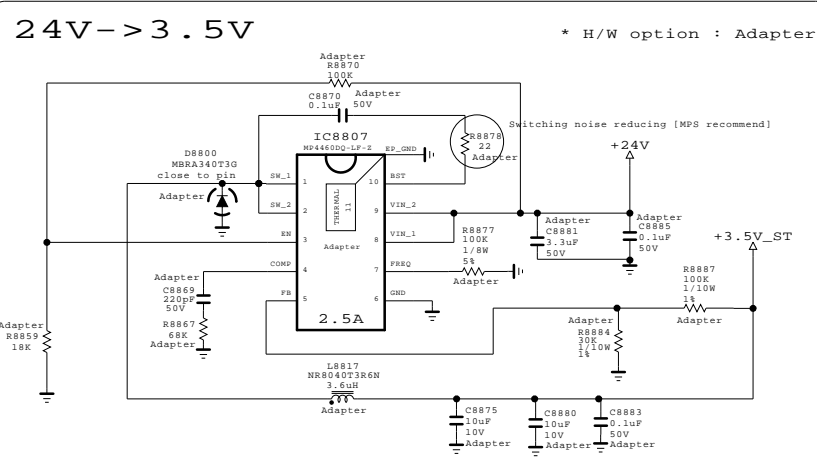 24V->3.5V
* H/W option : Adapter
Adapter
R8870
100K
C8870
0.1uF
Adapter
50V
IC8807
MP4460DQ-LF-Z
EP_GND
R8878
22
Adapter
Switching noise reducing [MPS recommend]
+24V
D8800
MBRA340T3G
close to pin
Adapter
SW_1
1
SW_2
2
EN
3
COMP
4
FB
5
THERMAL
11
Adapter
2.5A
10
BST
9
VIN_2
8
VIN_1
7
FREQ
6
GND
R8877
100K
1/8W
5%
Adapter
Adapter
C8881
3.3uF
50V
Adapter
C8885
0.1uF
50V
+3.5V_ST
R8887
100K
1/10W
1%
Adapter
Adapter
C8869
220pF
50V
R8867
68K
Adapter
Adapter
R8859
18K
Adapter
R8884
30K
1/10W
1%
L8817
NR8040T3R6N
3.6uH
Adapter
C8875
10uF
10V
Adapter
C8880
10uF
10V
Adapter
C8883
0.1uF
50V
Adapter